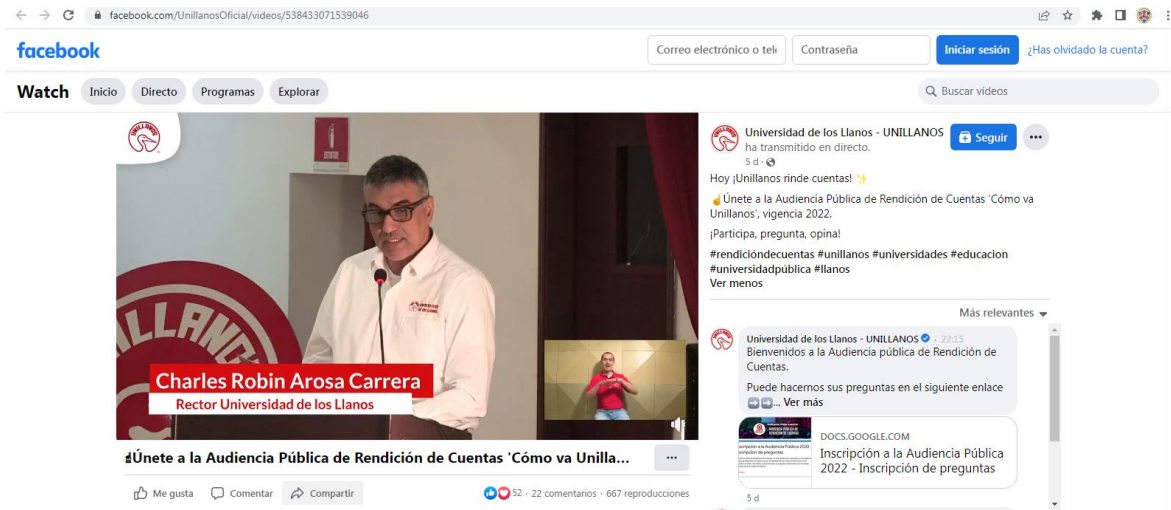 facebook.com/UnillanosOficial/videos/538433071539046
facebook
Correo electrónico o telé
Contraseña
Iniciar sesión
¿Has olvidado la cuenta?
Watch
Inicio
Directo
Programas
Explorar
Buscar vídeos
UNILLANOS
ILLANO
Charles Robin Arosa Carrera
Rector Universidad de los Llanos
Universidad de los Llanos - UNILLANOS
ha transmitido en directo.
5 d ·
Seguir
Hoy ¡Unillanos rinde cuentas! ✨
☝️Únete a la Audiencia Pública de Rendición de Cuentas 'Cómo va
Unillanos', vigencia 2022.
¡Participa, pregunta, opina!
#rendicióndecuentas #unillanos #universidades #educacion
#universidadpública #llanos
Ver menos
Más relevantes
Universidad de los Llanos - UNILLANOS · 22:15
Bienvenidos a la Audiencia pública de Rendición de
Cuentas.
Puede hacernos sus preguntas en el siguiente enlace
➡️➡️... Ver más
DOCS.GOOGLE.COM
Inscripción a la Audiencia Pública
2022 - Inscripción de preguntas
5 d
Únete a la Audiencia Pública de Rendición de Cuentas 'Cómo va Unilla...
Me gusta
Comentar
Compartir
52 · 22 comentarios · 667 reproducciones